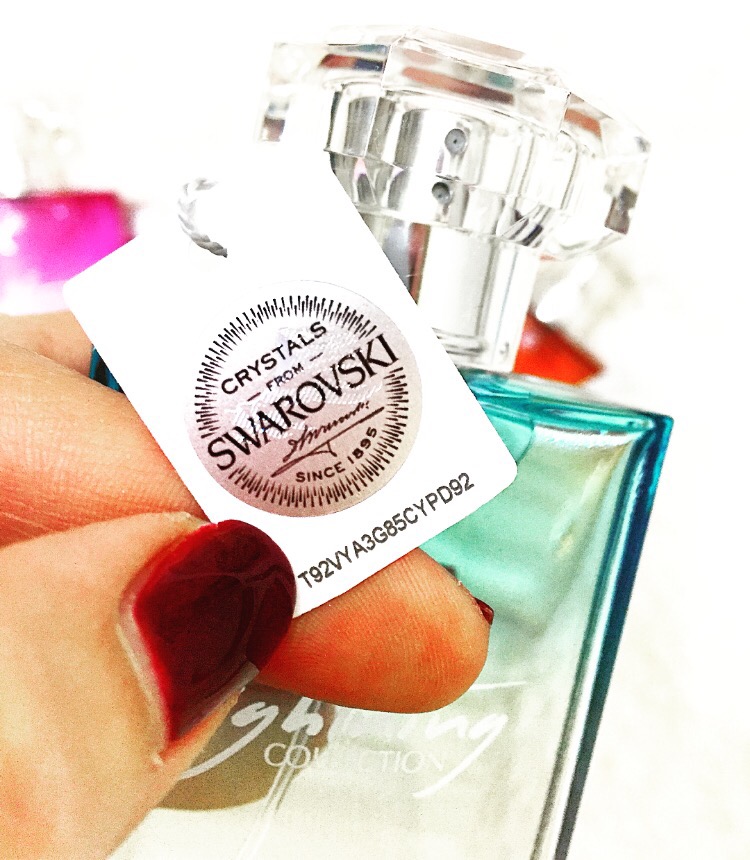 CRYSTALS
— FROM —
SWAROVSKI
SINCE 1895
T92VYA3G85CYPD92
COLLECTION